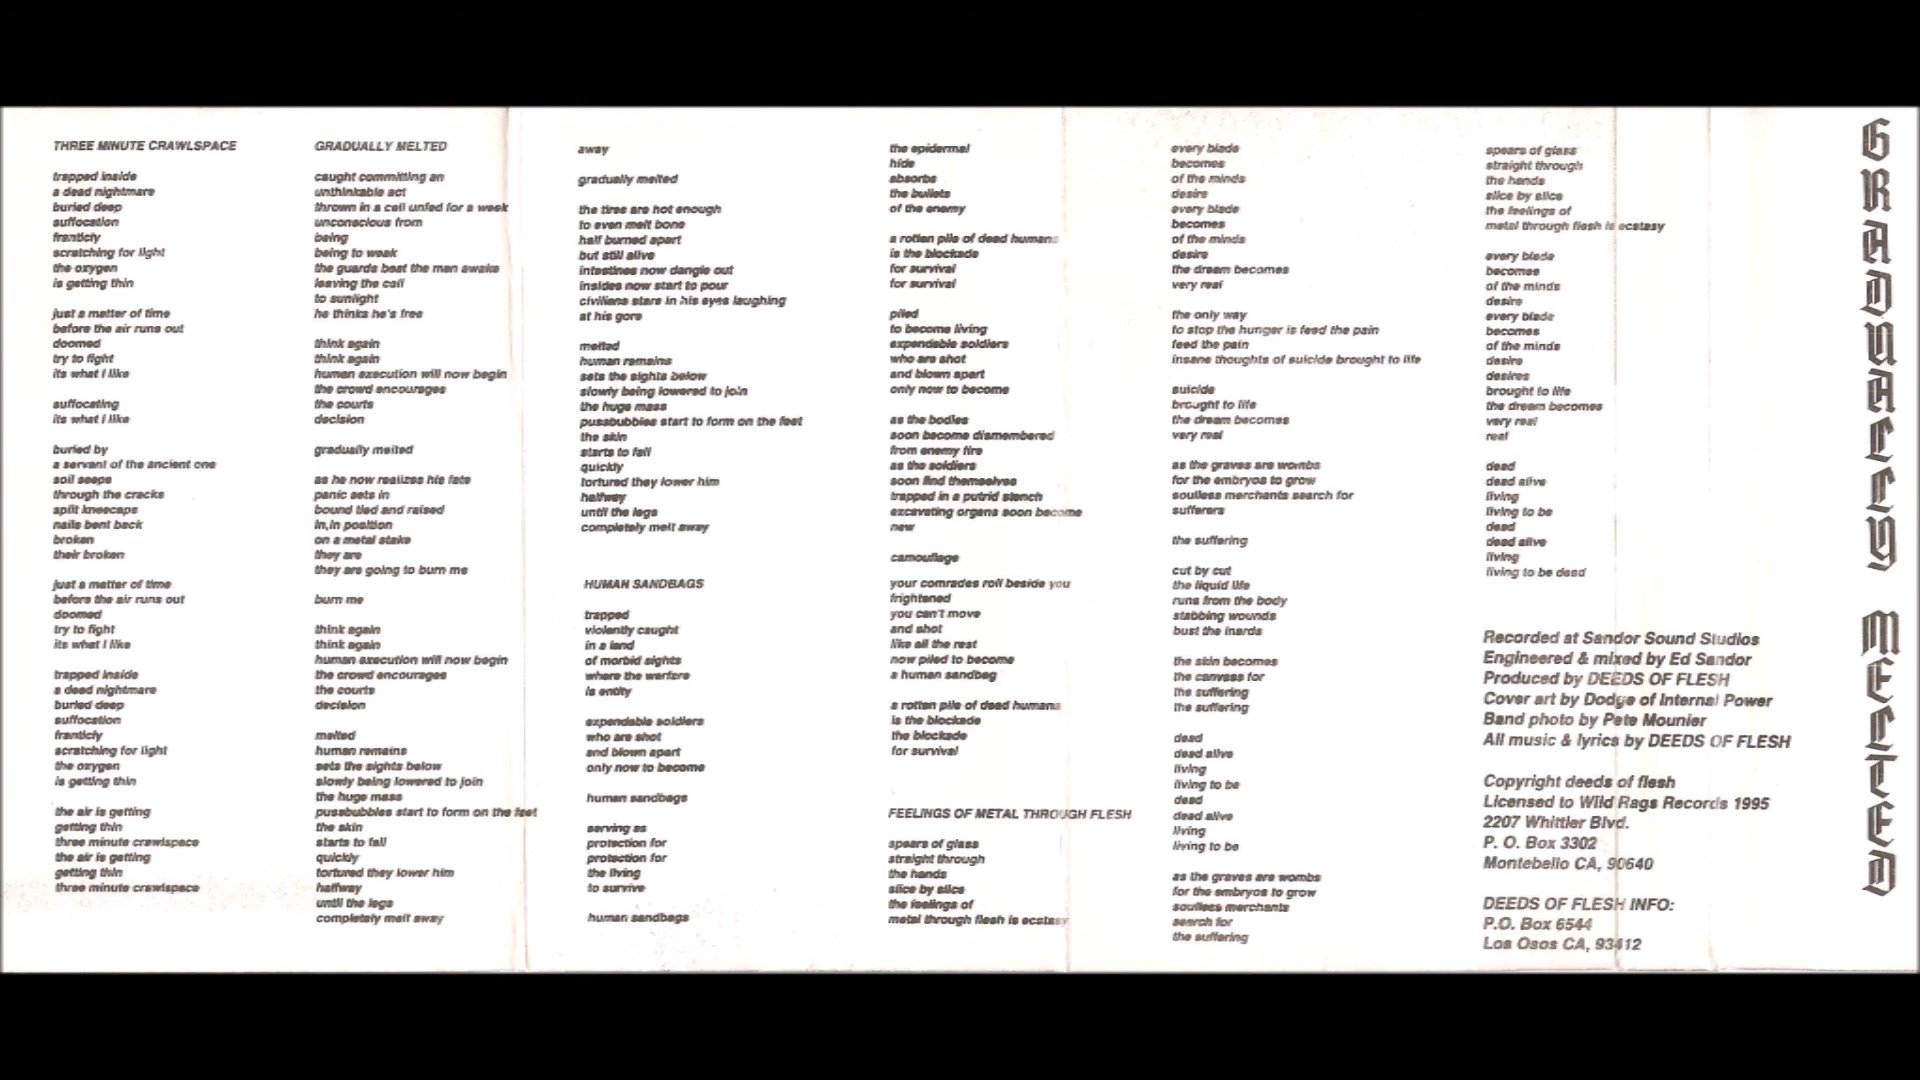 THREE MINUTE CRAWLSPACE
trapped inside
a dead nightmare
buried deep
suffocation
franticly
scratching for light
the oxygen
is getting thin
just a matter of time
before the air runs out
doomed
try to fight
its what I like
suffocating
its what I like
buried by
a servant of the ancient one
soil seeps
through the cracks
split kneecaps
nails bent back
broken
their broken
just a matter of time
before the air runs out
doomed
try to fight
its what I like
trapped inside
a dead nightmare
buried deep
suffocation
franticly
scratching for light
the oxygen
is getting thin
the air is getting
getting thin
three minute crawlspace
the air is getting
getting thin
three minute crawlspace
GRADUALLY MELTED
caught committing an
unthinkable act
thrown in a cell unfed for a week
unconscious from
being
being to weak
the guards beat the man awake
leaving the cell
to sunlight
he thinks he's free
think again
think again
human execution will now begin
the crowd encourages
the courts
decision
gradually melted
as he now realizes his fate
panic sets in
bound tied and raised
in,in position
on a metal stake
they are
they are going to burn me
burn me
think again
think again
human execution will now begin
the crowd encourages
the courts
decision
melted
human remains
sets the sights below
slowly being lowered to join
the huge mass
pussbubbles start to form on the feet
the skin
starts to fall
quickly
tortured they lower him
halfway
until the legs
completely melt away
away
gradually melted
the tires are hot enough
to even melt bone
half burned apart
but still alive
intestines now dangle out
insides now start to pour
civilians stare in his eyes laughing
at his gore
melted
human remains
sets the sights below
slowly being lowered to join
the huge mass
pussbubbles start to form on the feet
the skin
starts to fall
quickly
tortured they lower him
halfway
until the legs
completely melt away
HUMAN SANDBAGS
trapped
violently caught
in a land
of morbid sights
where the warfare
is entity
expendable soldiers
who are shot
and blown apart
only now to become
human sandbags
serving as
protection for
protection for
the living
to survive
human sandbags
the epidermal
hide
absorbs
the bullets
of the enemy
a rotten pile of dead humans
is the blockade
for survival
for survival
piled
to become living
expendable soldiers
who are shot
and blown apart
only now to become
as the bodies
soon become dismembered
from enemy fire
as the soldiers
soon find themselves
trapped in a putrid stench
excavating organs soon become
new
camouflage
your comrades roll beside you
frightened
you can't move
and shot
like all the rest
now piled to become
a human sandbag
a rotten pile of dead humans
is the blockade
the blockade
for survival
FEELINGS OF METAL THROUGH FLESH
spears of glass
straight through
the hands
slice by slice
the feelings of
metal through flesh is ecstasy
every blade
becomes
of the minds
desire
every blade
becomes
of the minds
desire
the dream becomes
very real
the only way
to stop the hunger is feed the pain
feed the pain
insane thoughts of suicide brought to life
suicide
brought to life
the dream becomes
very real
as the graves are wombs
for the embryos to grow
soulless merchants search for
sufferers
the suffering
cut by cut
the liquid life
runs from the body
stabbing wounds
bust the inards
the skin becomes
the canvass for
the suffering
the suffering
dead
dead alive
living
living to be
dead
dead alive
living
living to be
as the graves are wombs
for the embryos to grow
soulless merchants
search for
the suffering
spears of glass
straight through
the hands
slice by slice
the feelings of
metal through flesh is ecstasy
every blade
becomes
of the minds
desire
every blade
becomes
of the minds
desire
desires
brought to life
the dream becomes
very real
real
dead
dead alive
living
living to be
dead
dead alive
living
living to be dead
Recorded at Sandor Sound Studios
Engineered & mixed by Ed Sandor
Produced by DEEDS OF FLESH
Cover art by Dodge of Internal Power
Band photo by Pete Mounier
All music & lyrics by DEEDS OF FLESH
Copyright deeds of flesh
Licensed to Wild Rags Records 1995
2207 Whittier Blvd.
P. O. Box 3302
Montebello CA, 90640
DEEDS OF FLESH INFO:
P.O. Box 6544
Los Osos CA, 93412
GRADUALLY MELTED